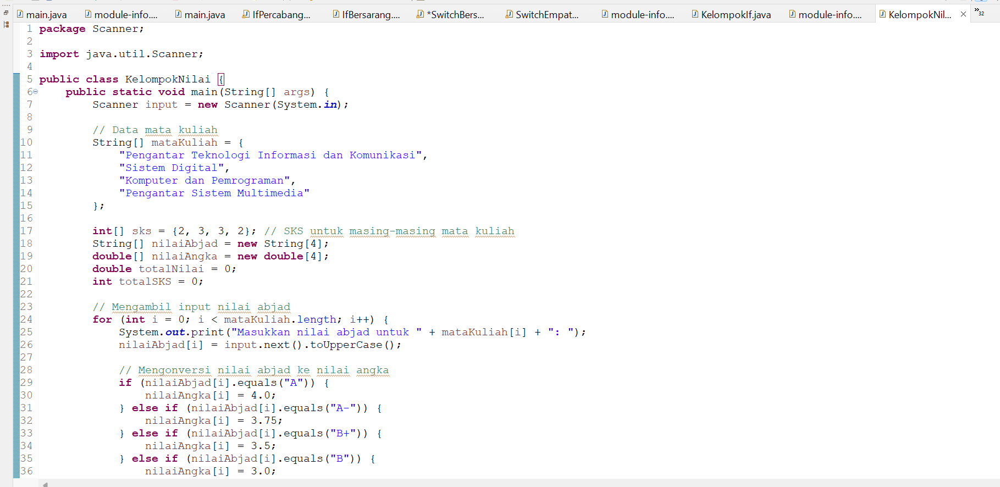 main.java module-info.... main.java IfPercabang... IfBersarang.... *SwitchBers... SwitchEmpat... module-info.... KelompokIf.java module-info.... KelompokNil... 32
1 package Scanner;
2
3 import java.util.Scanner;
4
5 public class KelompokNilai {
6 public static void main(String[] args) {
7 Scanner input = new Scanner(System.in);
8
9 // Data mata kuliah
10 String[] mataKuliah = {
11 "Pengantar Teknologi Informasi dan Komunikasi",
12 "Sistem Digital",
13 "Komputer dan Pemrograman",
14 "Pengantar Sistem Multimedia"
15 };
16
17 int[] sks = {2, 3, 3, 2}; // SKS untuk masing-masing mata kuliah
18 String[] nilaiAbjad = new String[4];
19 double[] nilaiAngka = new double[4];
20 double totalNilai = 0;
21 int totalSKS = 0;
22
23 // Mengambil input nilai abjad
24 for (int i = 0; i < mataKuliah.length; i++) {
25 System.out.print("Masukkan nilai abjad untuk " + mataKuliah[i] + ": ");
26 nilaiAbjad[i] = input.next().toUpperCase();
27
28 // Mengonversi nilai abjad ke nilai angka
29 if (nilaiAbjad[i].equals("A")) {
30 nilaiAngka[i] = 4.0;
31 } else if (nilaiAbjad[i].equals("A-")) {
32 nilaiAngka[i] = 3.75;
33 } else if (nilaiAbjad[i].equals("B+")) {
34 nilaiAngka[i] = 3.5;
35 } else if (nilaiAbjad[i].equals("B")) {
36 nilaiAngka[i] = 3.0;